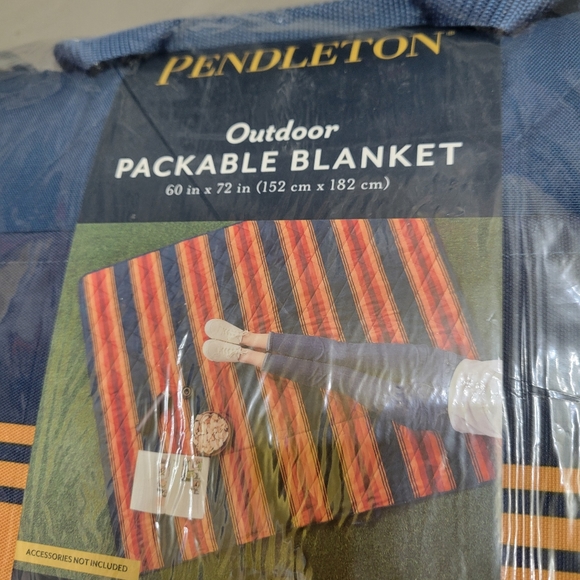 PENDLETON®
Outdoor
PACKABLE BLANKET
60 in x 72 in (152 cm x 182 cm)
ACCESSORIES NOT INCLUDED